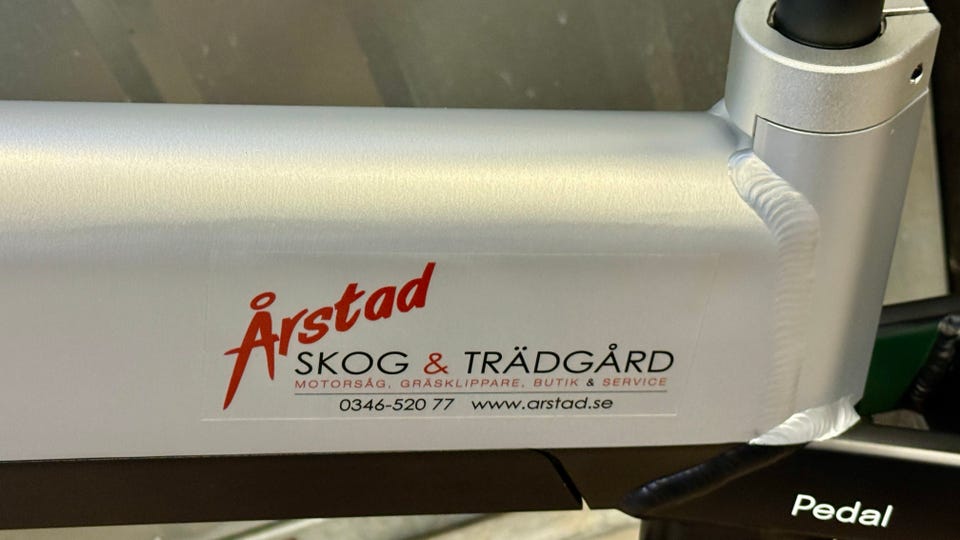 Årstad
SKOG & TRÄDGÅRD
MOTORSÅG, GRÄSKLIPPARE, BUTIK & SERVICE
0346-520 77 www.arstad.se
Pedal